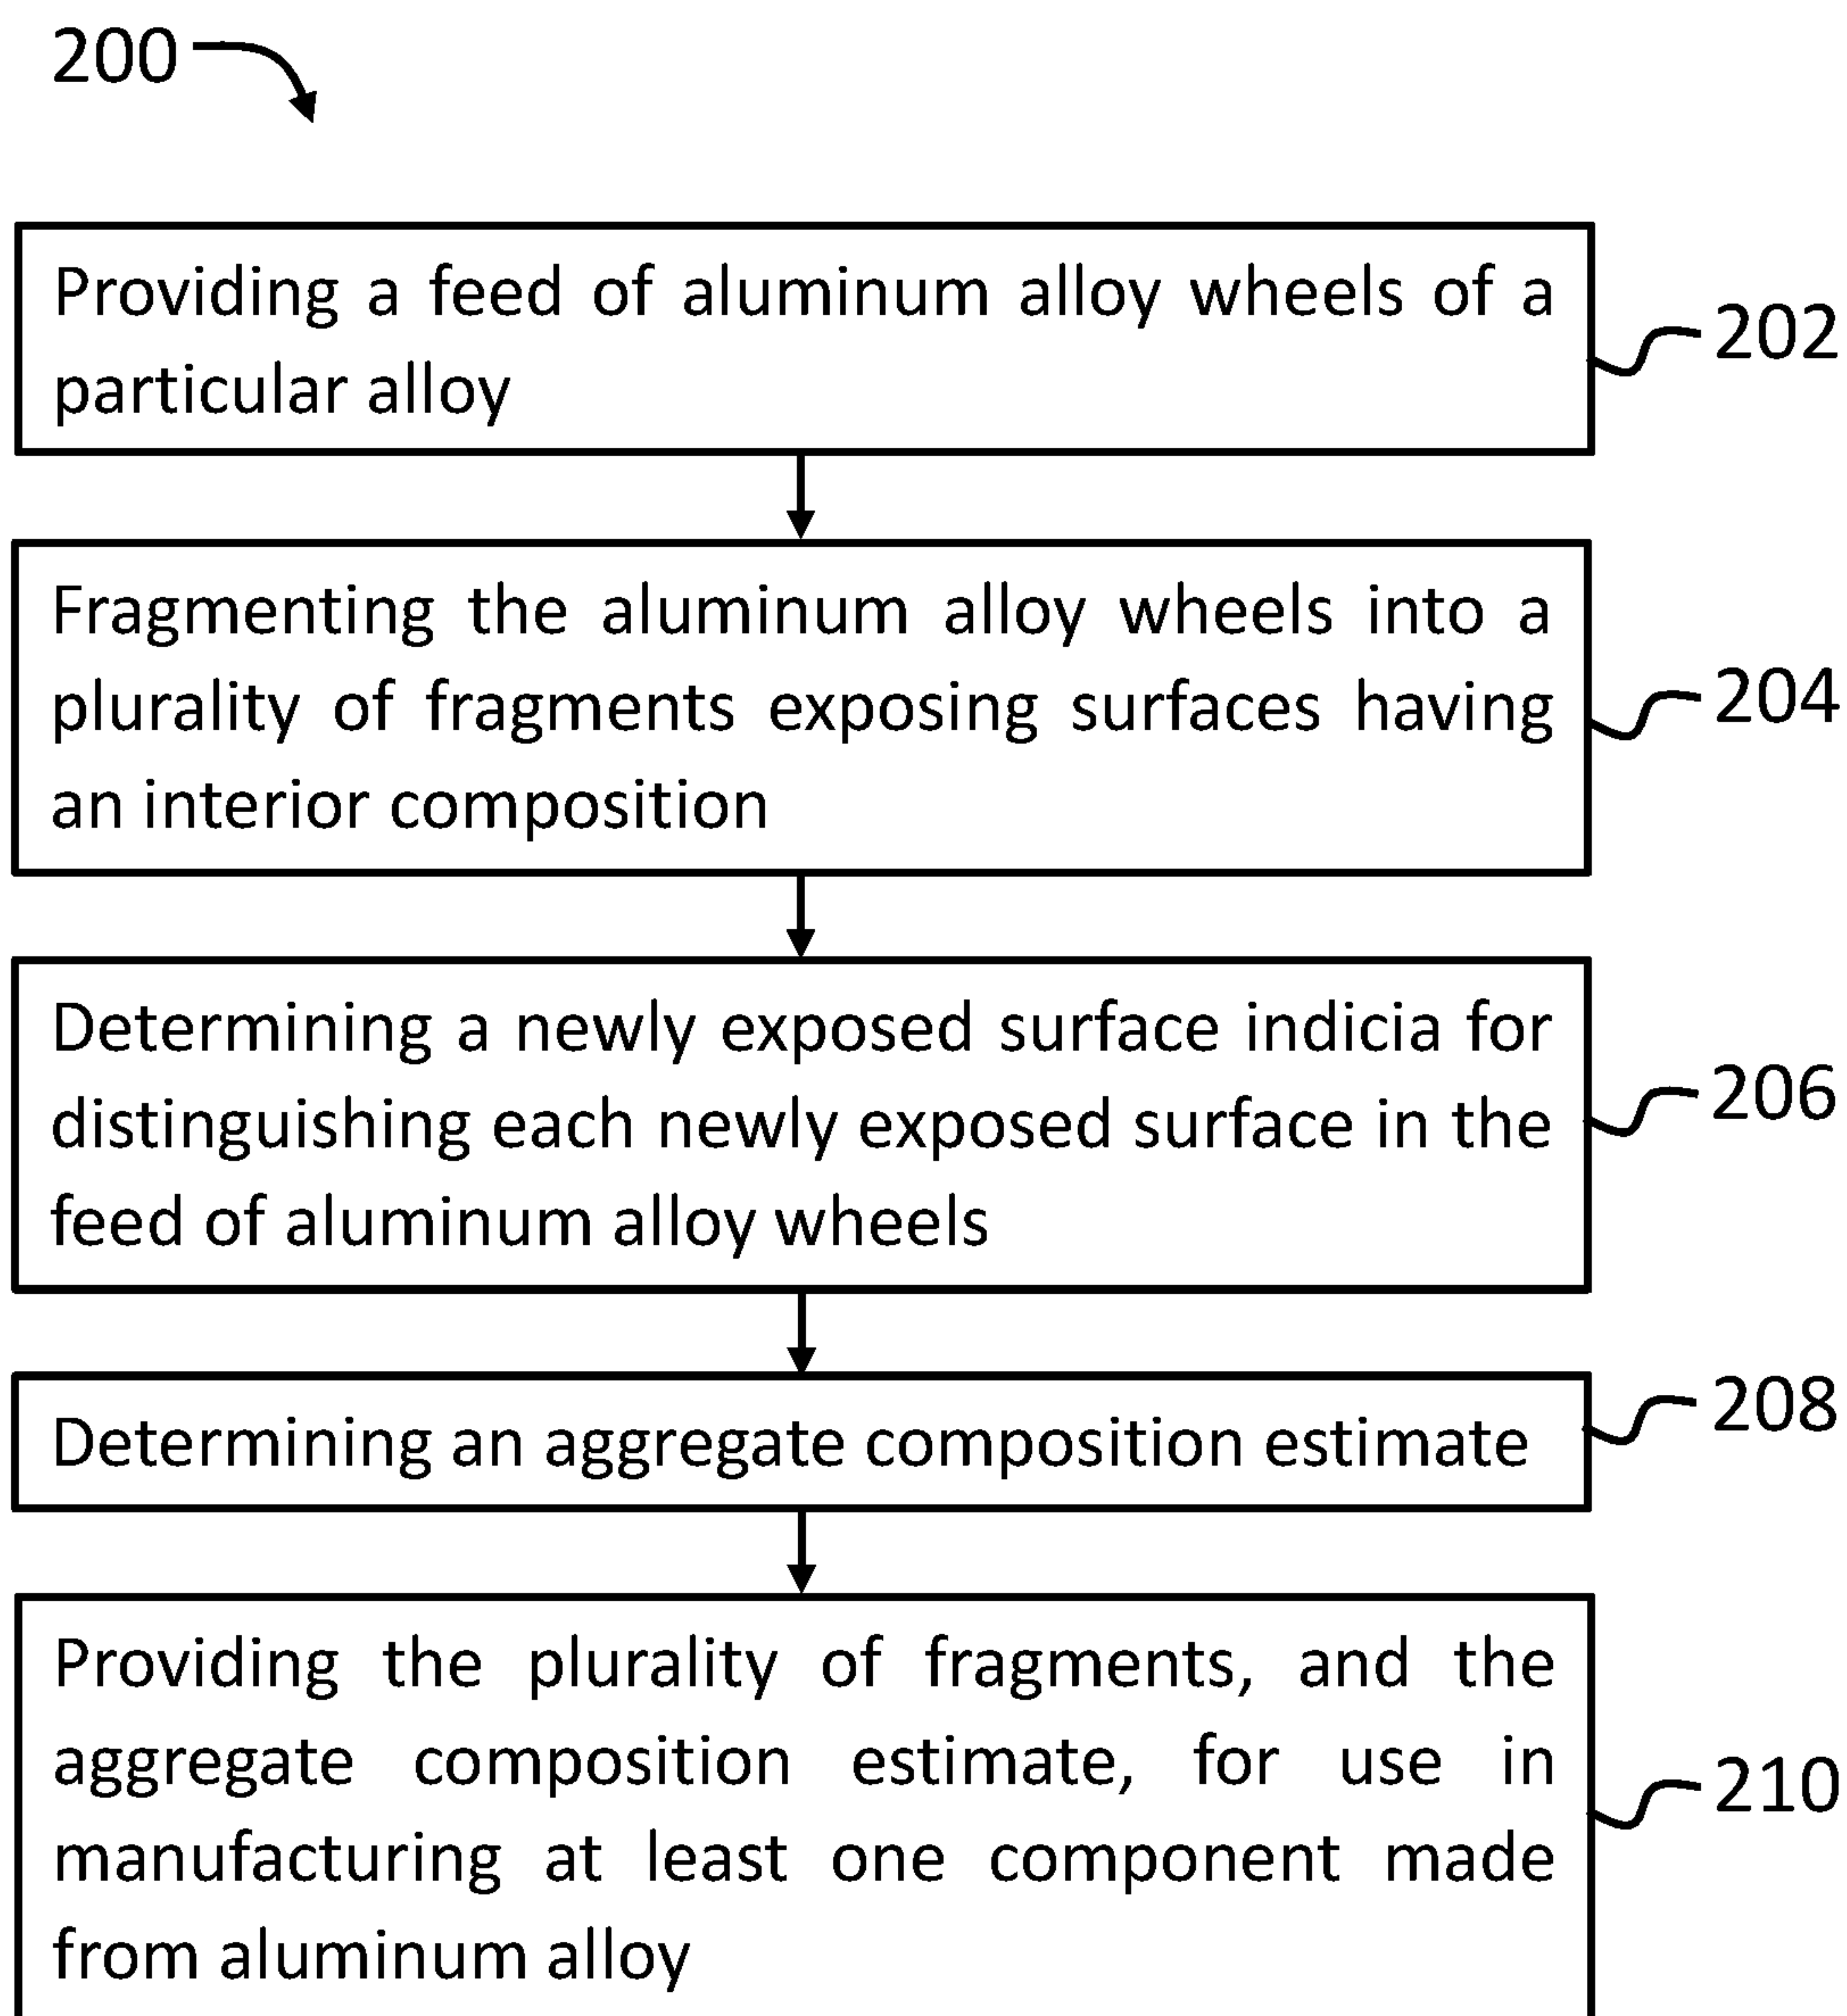 200
Providing a feed of aluminum alloy wheels of a
particular alloy
202
Fragmenting the aluminum alloy wheels into a
plurality of fragments exposing surfaces having
an interior composition
204
Determining a newly exposed surface indicia for
distinguishing each newly exposed surface in the
feed of aluminum alloy wheels
206
Determining an aggregate composition estimate
208
Providing the plurality of fragments, and the
aggregate composition estimate, for use in
manufacturing at least one component made
from aluminum alloy
210